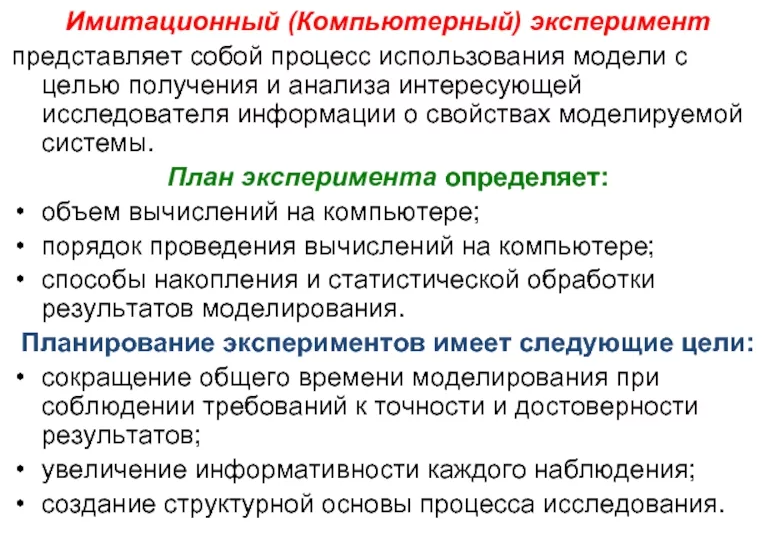 Имитационный (Компьютерный) эксперимент
представляет собой процесс использования модели с
целью получения и анализа интересующей
исследователя информации о свойствах моделируемой
системы.
План эксперимента определяет:
• объем вычислений на компьютере;
• порядок проведения вычислений на компьютере;
• способы накопления и статистической обработки
результатов моделирования.
Планирование экспериментов имеет следующие цели:
• сокращение общего времени моделирования при
соблюдении требований к точности и достоверности
результатов;
• увеличение информативности каждого наблюдения;
• создание структурной основы процесса исследования.